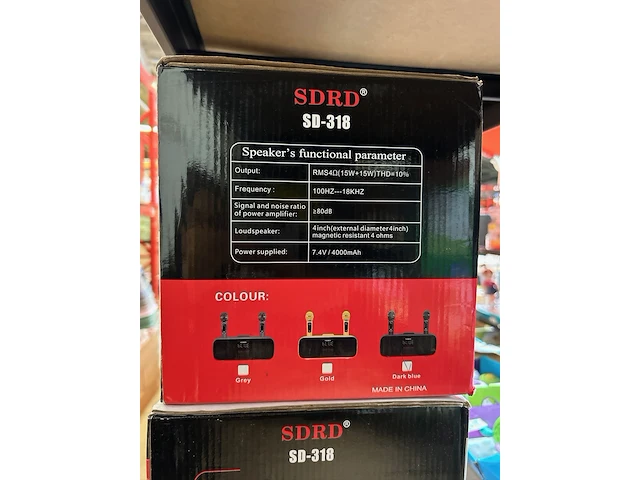 SDRD®
SD-318
Speaker's functional parameter
Output: RMS4Ω(15W+15W)THD=10%
Frequency: 100HZ---18KHZ
Signal and noise ratio
of power amplifier: ≥80dB
Loudspeaker: 4inch(external diameter4inch)
magnetic resistant 4 ohms
Power supplied: 7.4V/4000mAh
COLOUR:
Grey Gold Dark blue
MADE IN CHINA
SDRD®
SD-318